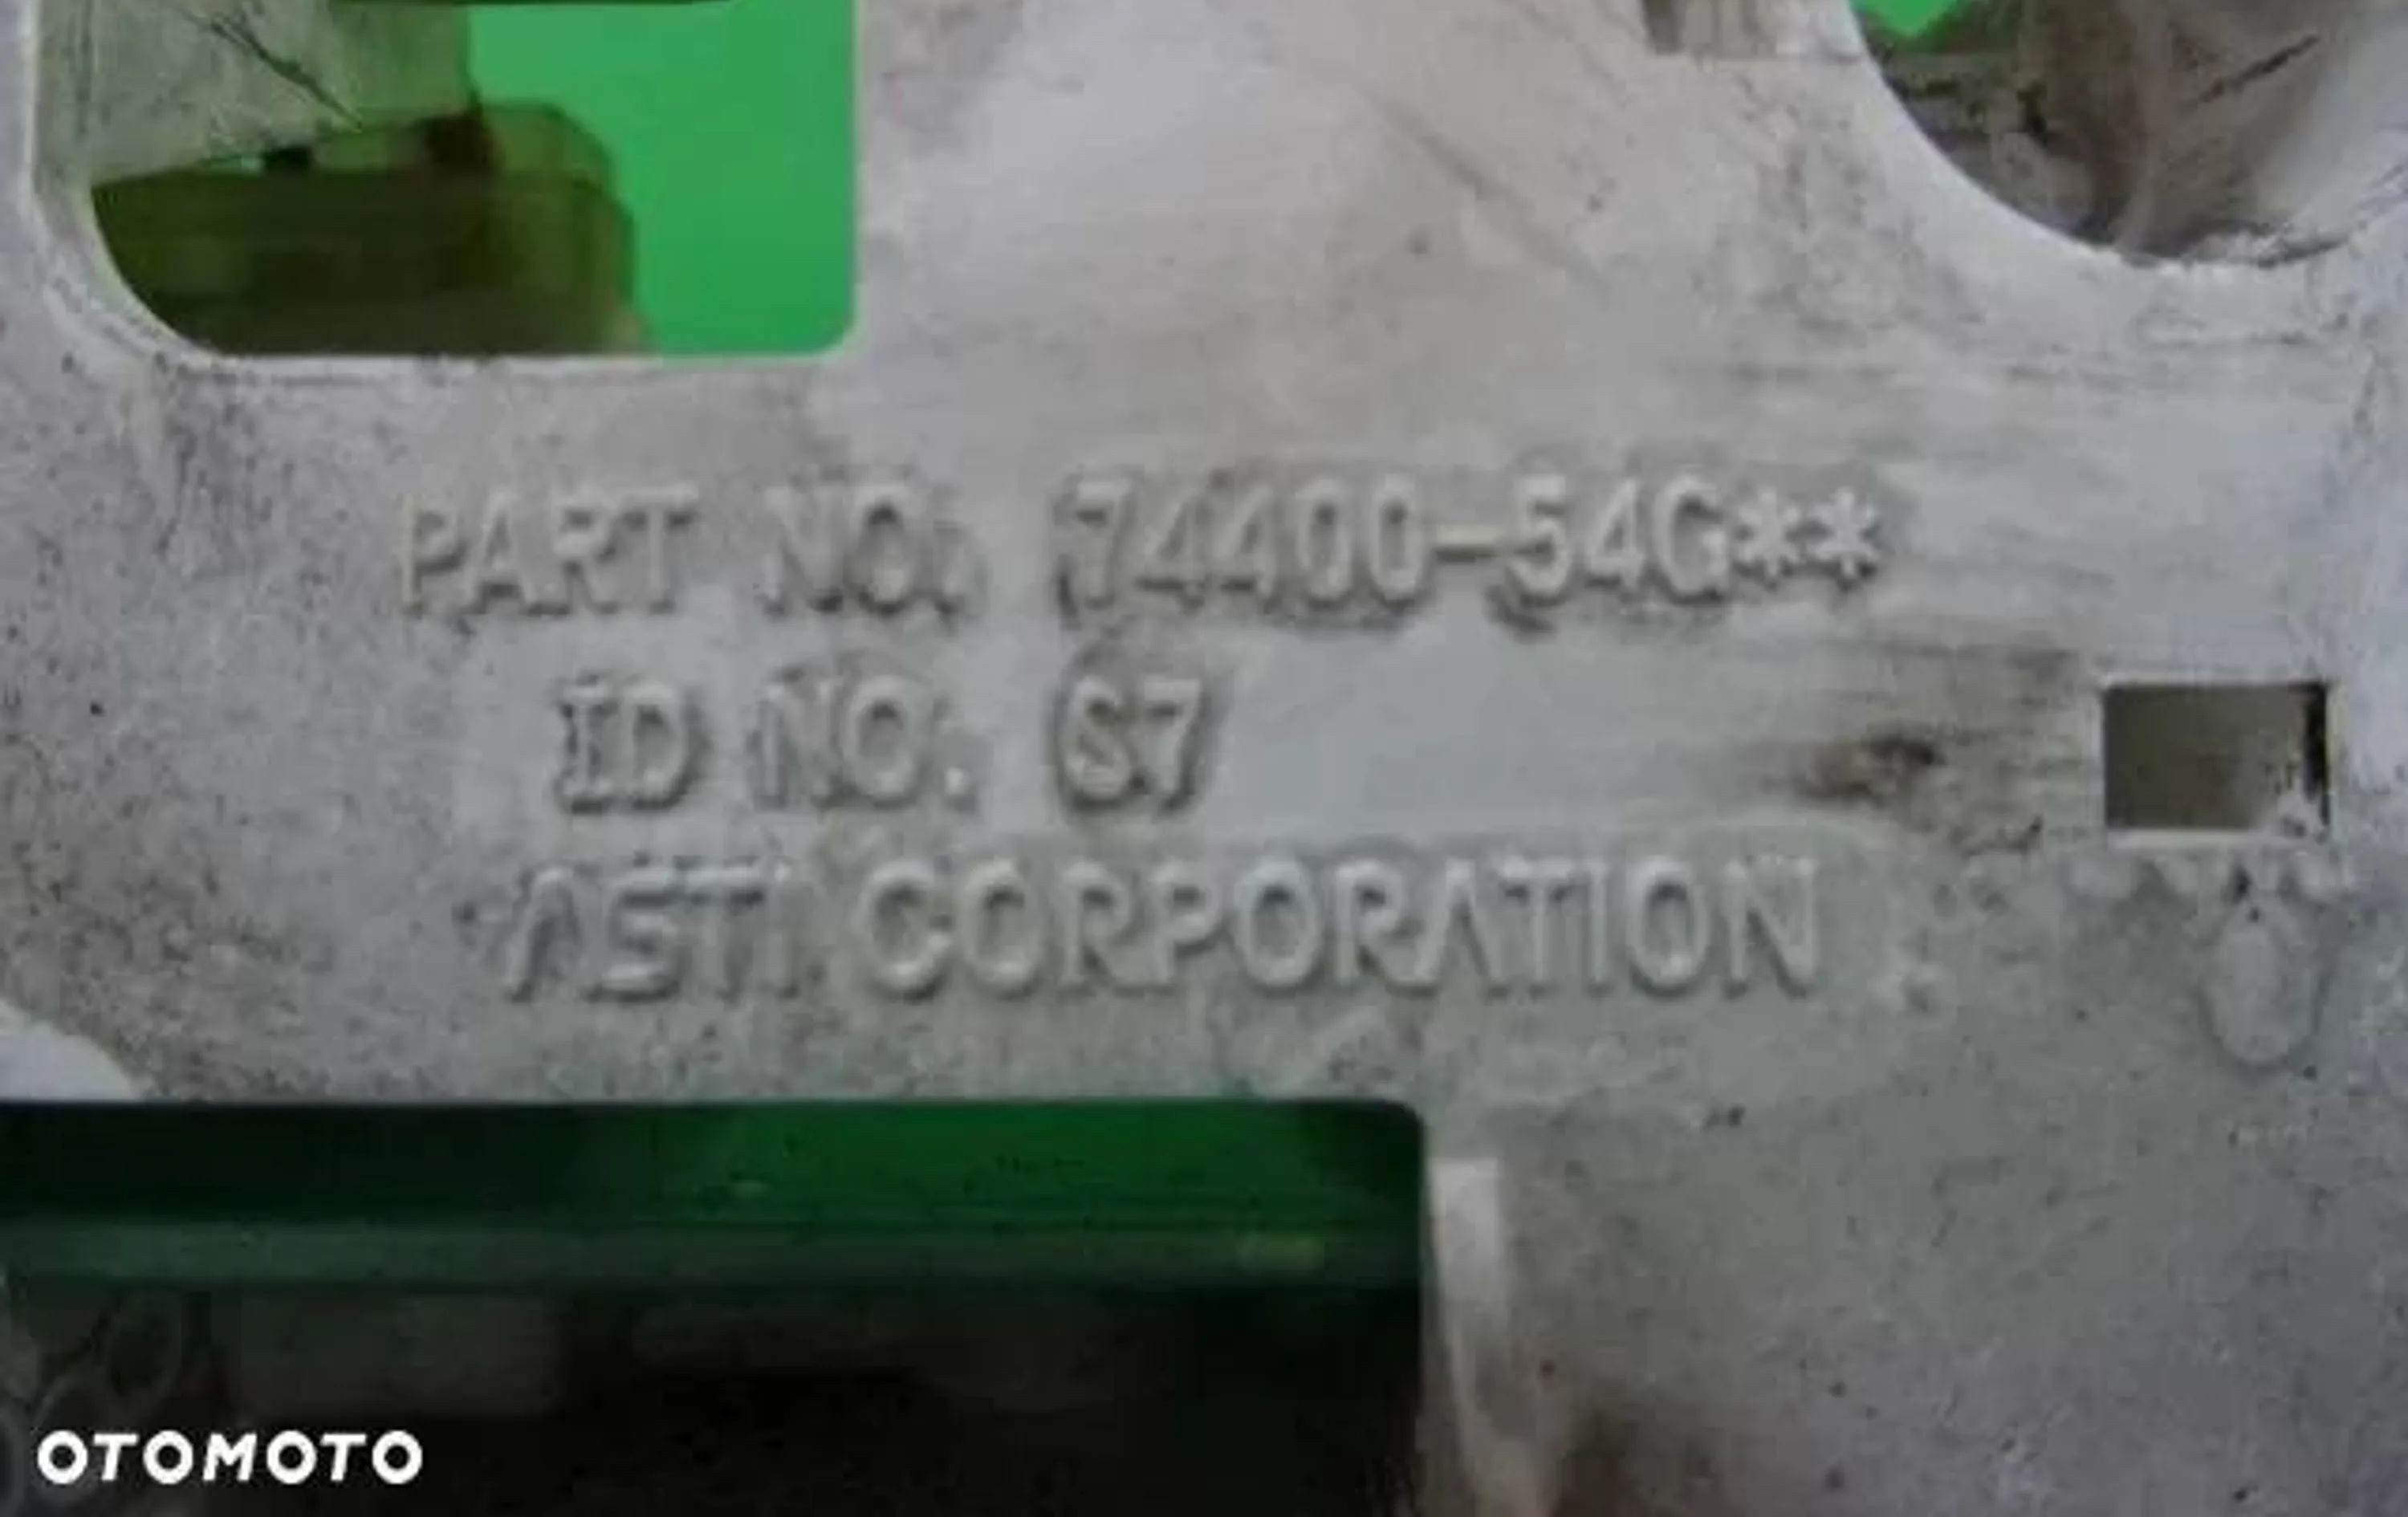 PART NO. 74400-54G**
ID NO. S7
ASTI CORPORATION
OTOMOTO